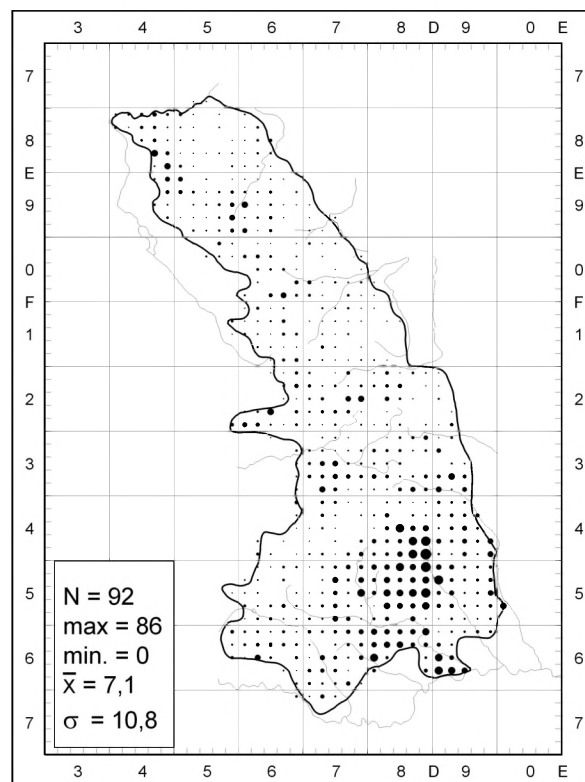 3 4 5 6 7 8 D 9 0 E
7 7
8 8
E E
9 9
0 0
F F
1 1
2 2
3 3
4 4
5 5
6 6
7 7
N = 92
max = 86
min. = 0
x̅ = 7,1
σ = 10,8
3 4 5 6 7 8 D 9 0 E